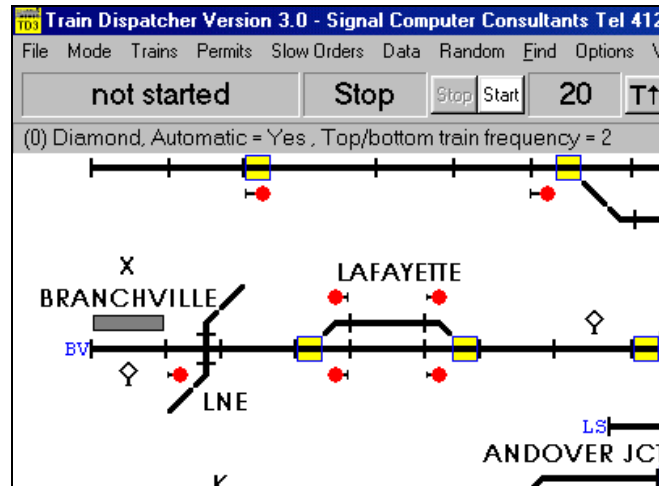 TD3 Train Dispatcher Version 3.0 - Signal Computer Consultants Tel 412
File Mode Trains Permits Slow Orders Data Random Find Options
not started Stop Stop Start 20 T↑
(0) Diamond, Automatic = Yes , Top/bottom train frequency = 2
X LAFAYETTE
BRANCHVILLE
BV
LNE
LS
ANDOVER JCT
K